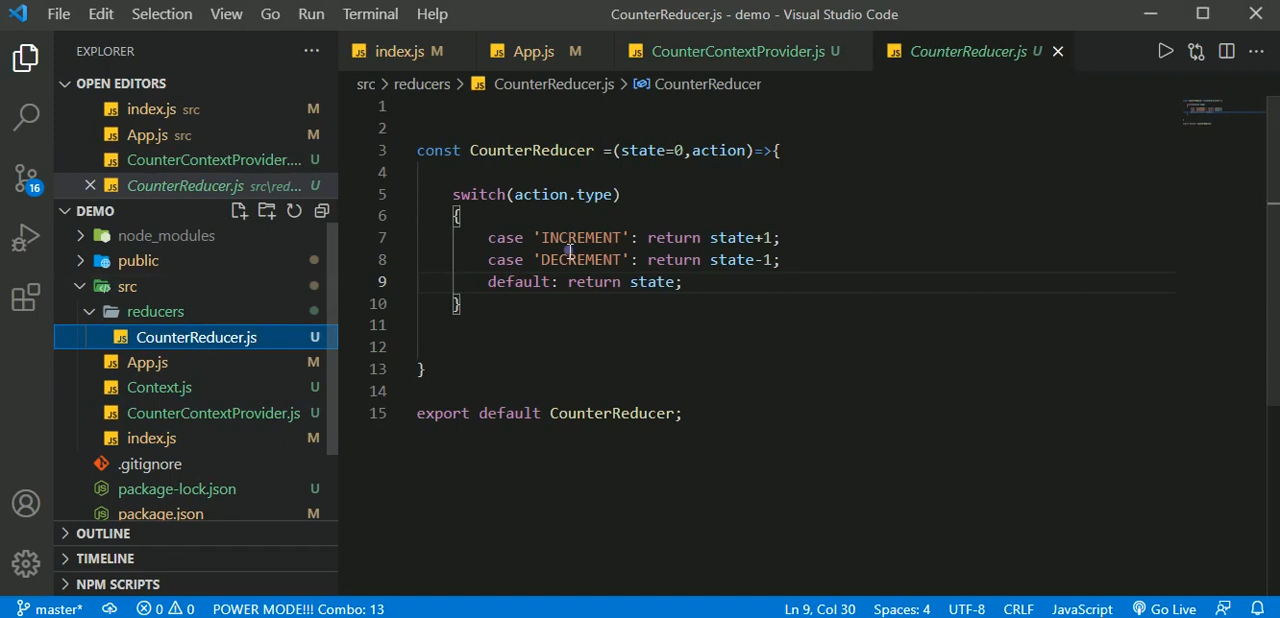 File Edit Selection View Go Run Terminal Help CounterReducer.js - demo - Visual Studio Code
EXPLORER
index.js M App.js M CounterContextProvider.js U CounterReducer.js U
OPEN EDITORS
src > reducers > CounterReducer.js > CounterReducer
index.js src M
App.js src M
CounterContextProvider.... U
CounterReducer.js src\red... U
DEMO
node_modules
public
src
reducers
CounterReducer.js U
App.js M
Context.js U
CounterContextProvider.js U
index.js M
.gitignore
package-lock.json U
package.json M
OUTLINE
TIMELINE
NPM SCRIPTS
16
1
2
3 const CounterReducer =(state=0,action)=>{
4
5 switch(action.type)
6 {
7 case 'INCREMENT': return state+1;
8 case 'DECREMENT': return state-1;
9 default: return state;
10 }
11
12
13 }
14
15 export default CounterReducer;
master* 0 0 POWER MODE!!! Combo: 13 Ln 9, Col 30 Spaces: 4 UTF-8 CRLF JavaScript Go Live